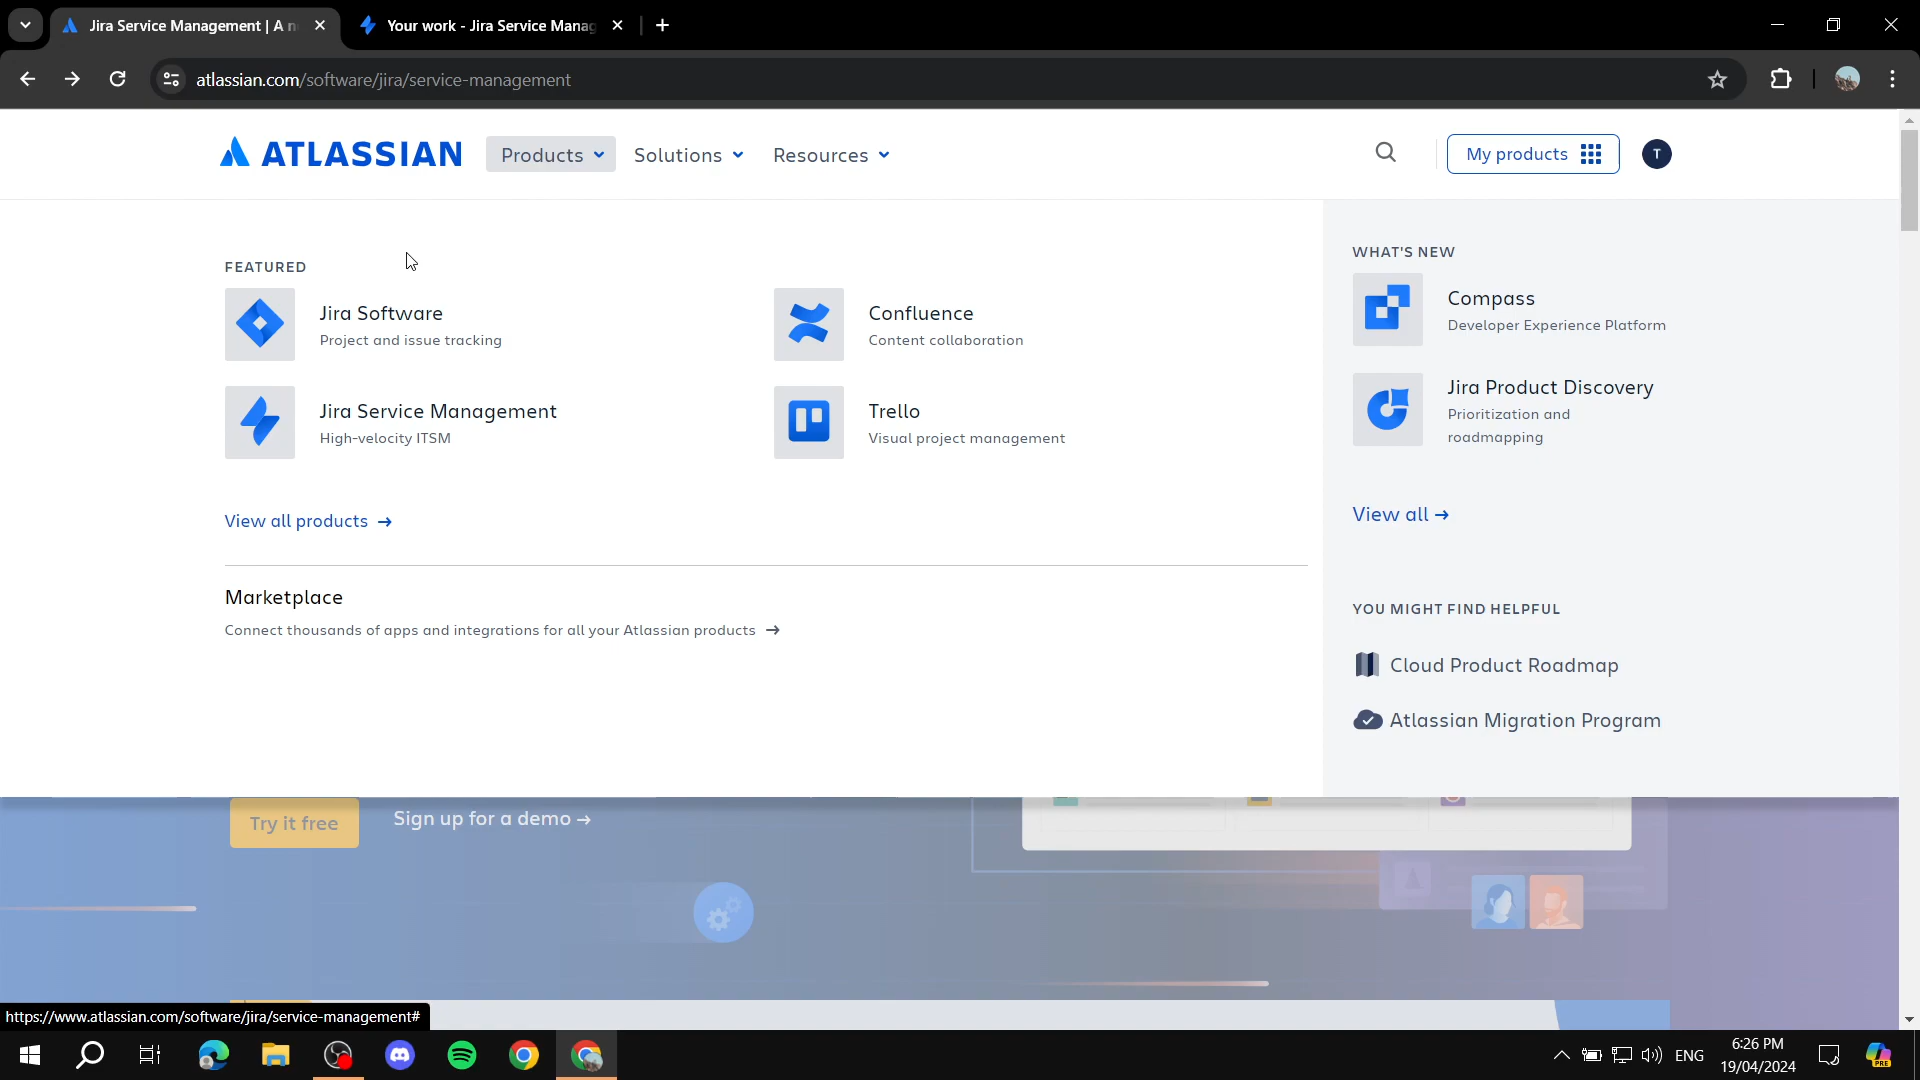 Jira Service Management | A n
Your work - Jira Service Manag
atlassian.com/software/jira/service-management
ATLASSIAN
Products
Solutions
Resources
My products
T
FEATURED
Jira Software
Project and issue tracking
Confluence
Content collaboration
Jira Service Management
High-velocity ITSM
Trello
Visual project management
View all products →
Marketplace
Connect thousands of apps and integrations for all your Atlassian products →
WHAT'S NEW
Compass
Developer Experience Platform
Jira Product Discovery
Prioritization and
roadmapping
View all →
YOU MIGHT FIND HELPFUL
Cloud Product Roadmap
Atlassian Migration Program
Try it free
Sign up for a demo →
https://www.atlassian.com/software/jira/service-management#
ENG
6:26 PM
19/04/2024
PRE